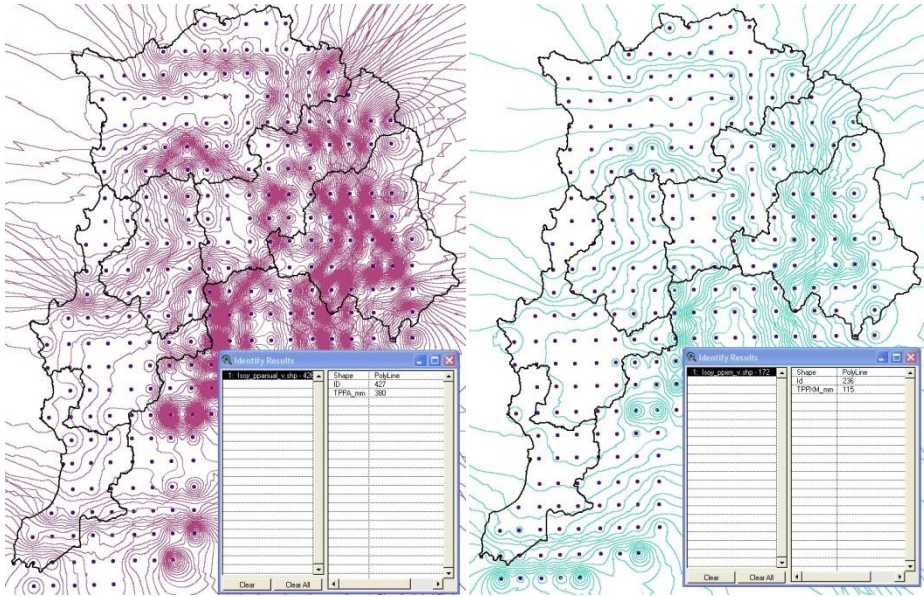 Identify Results
1: Isoy_ppanual_v.shp - 426
Shape PolyLine
ID 427
TPPA_mm 380
Clear Clear All
Identify Results
1: Isoy_ppxm_v.shp - 172
Shape PolyLine
Id 236
TPPXM_mm 115
Clear Clear All